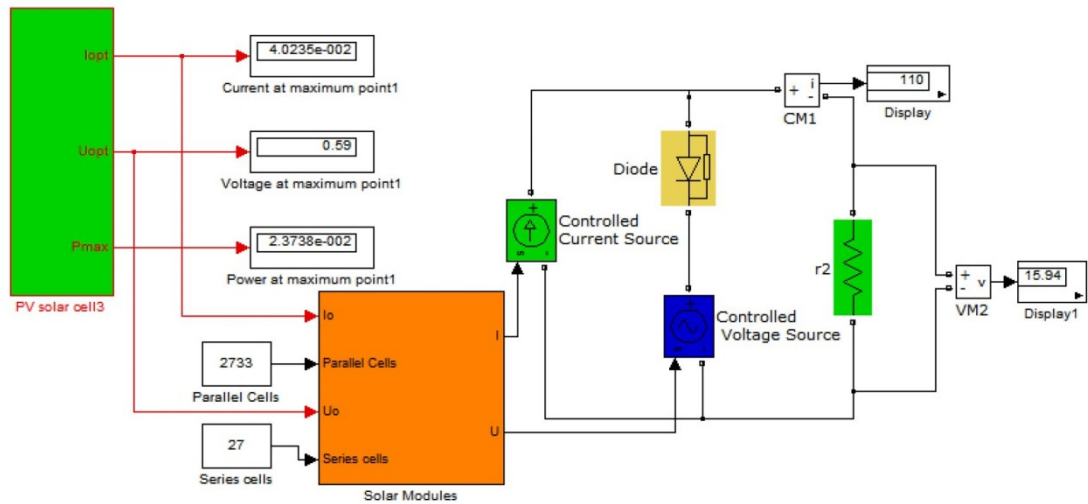 Iopt
4.0235e-002
Current at maximum point1
Uopt
0.59
Voltage at maximum point1
Pmax
2.3738e-002
Power at maximum point1
PV solar cell3
2733
Parallel Cells
27
Series cells
Io
Parallel Cells
Uo
Series cells
I
U
Solar Modules
+
s
-
Controlled
Current Source
Diode
+
s
-
Controlled
Voltage Source
+
i
-
CM1
110
Display
r2
+
-
v
VM2
15.94
Display1